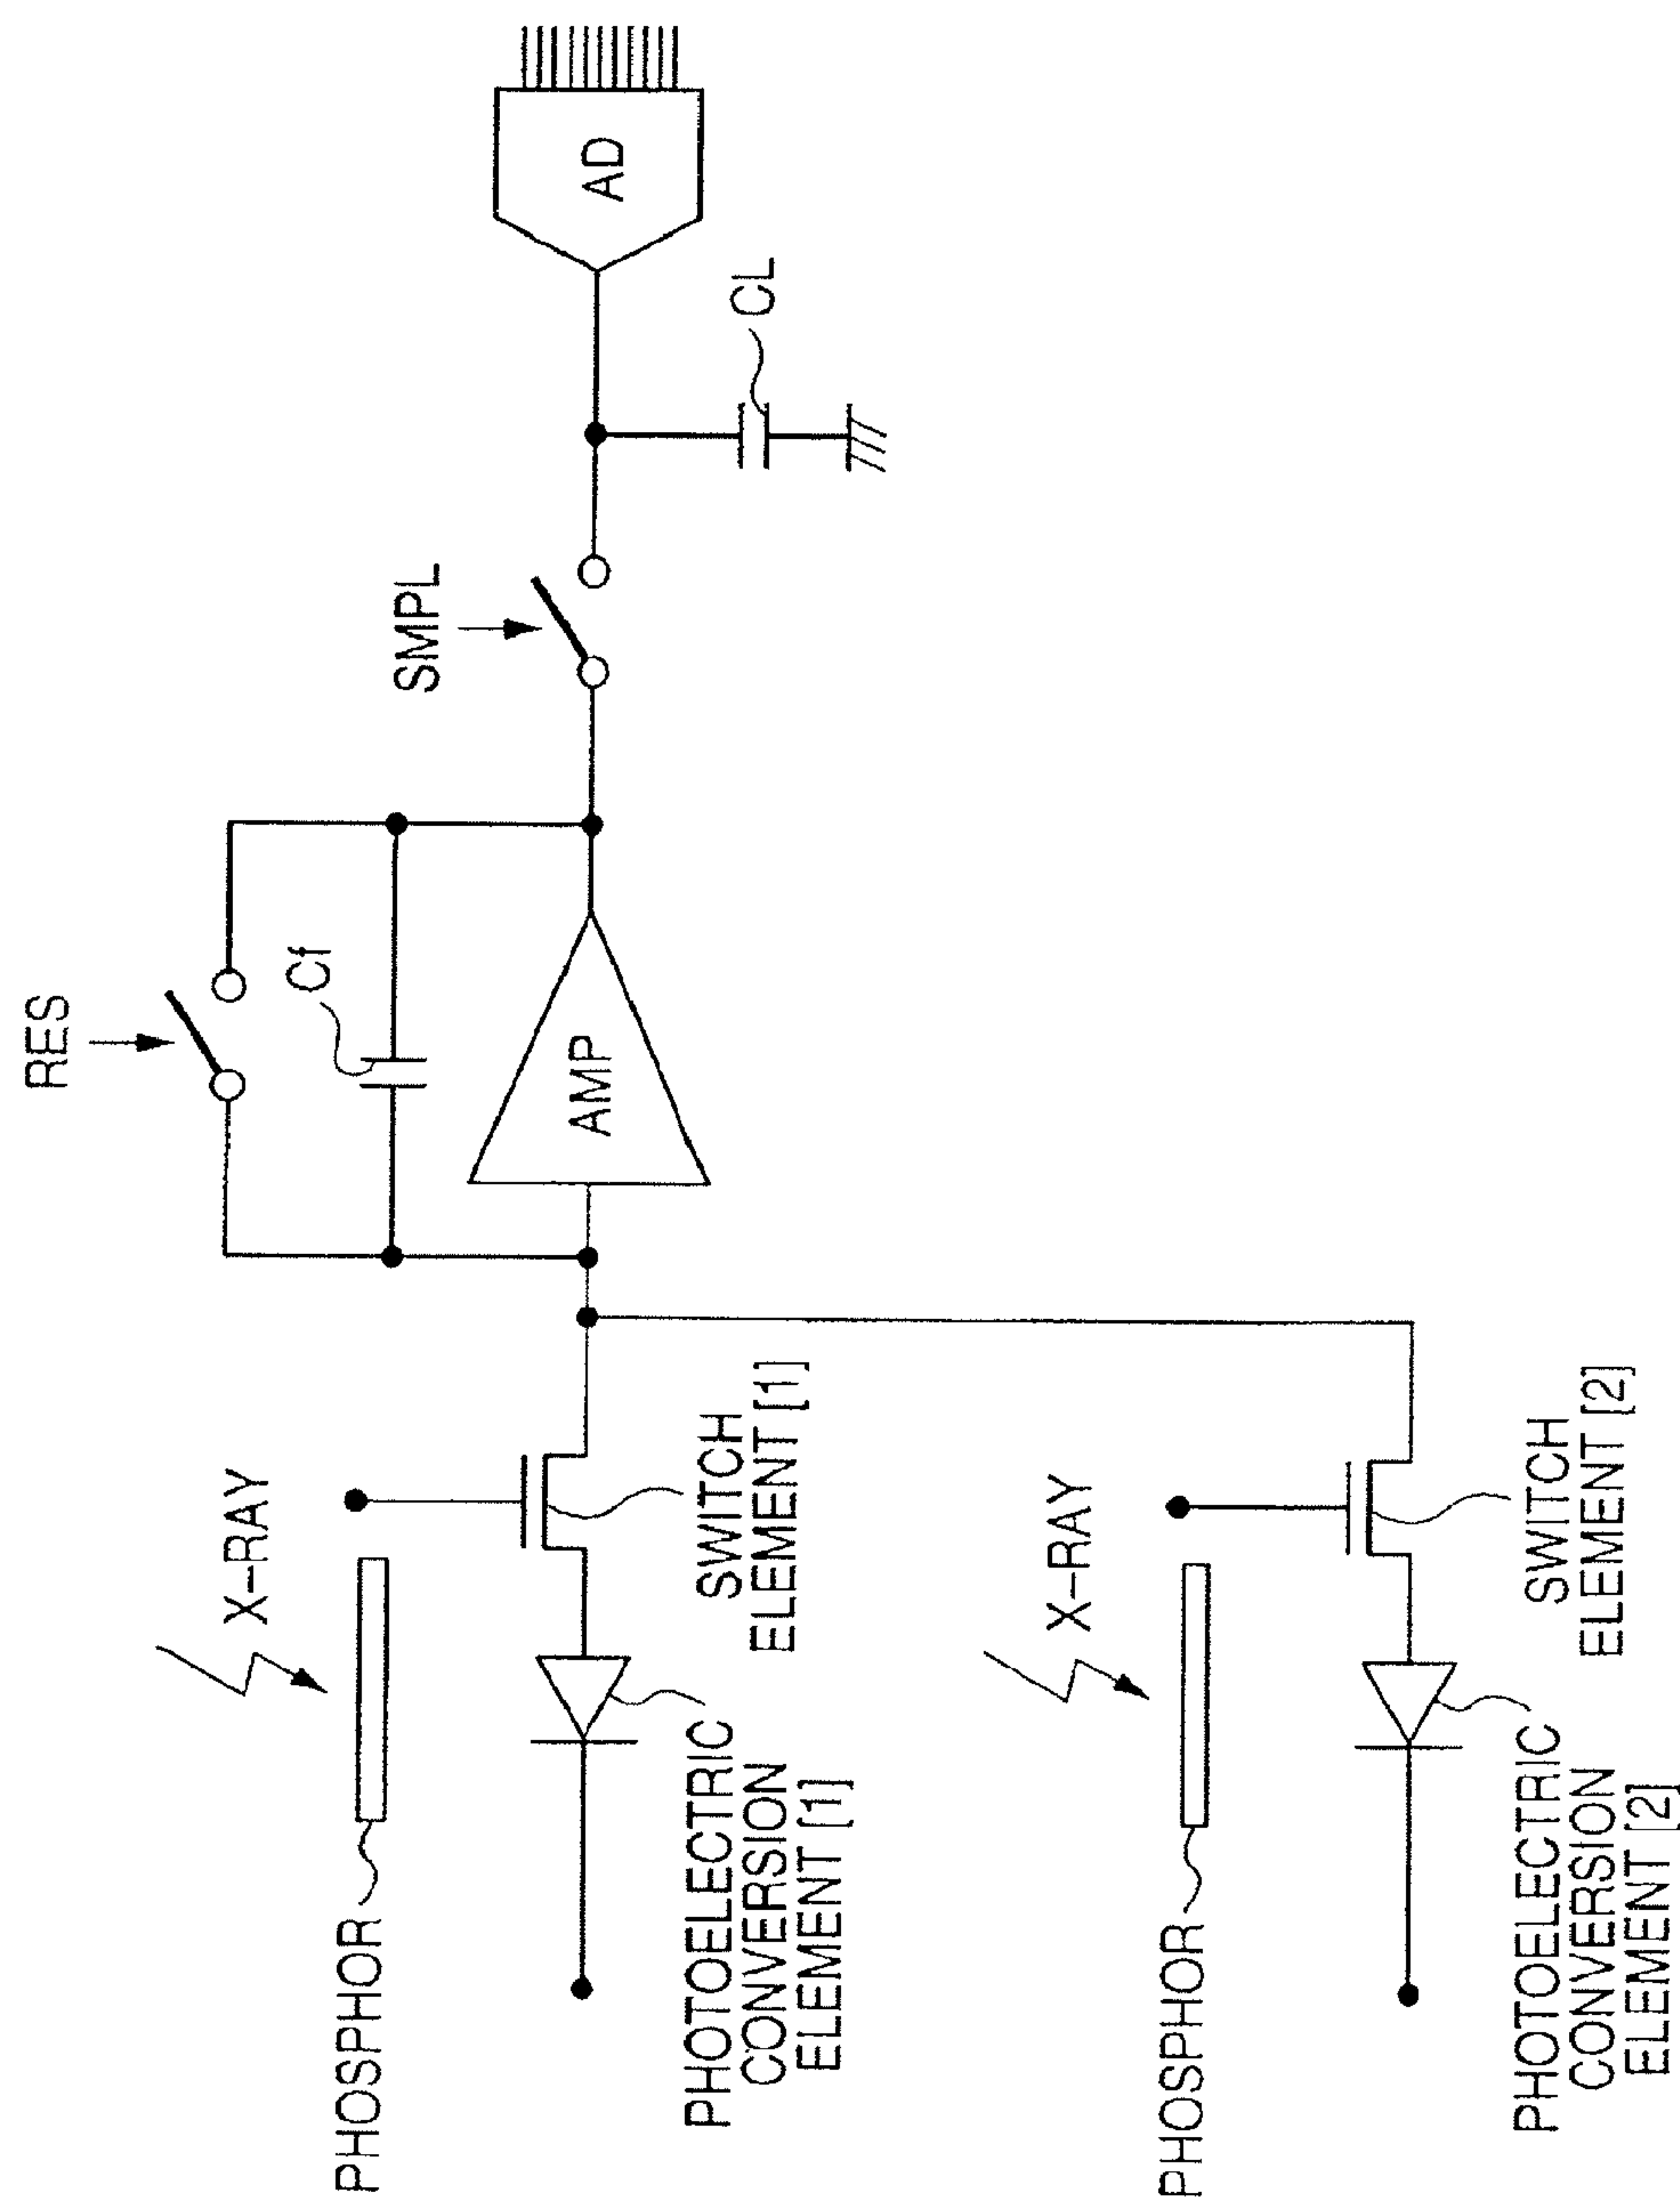 RES
Cf
AMP
SMPL
CL
AD
X-RAY
PHOSPHOR
SWITCH
ELEMENT [1]
PHOTOELECTRIC
CONVERSION
ELEMENT [1]
X-RAY
PHOSPHOR
SWITCH
ELEMENT [2]
PHOTOELECTRIC
CONVERSION
ELEMENT [2]